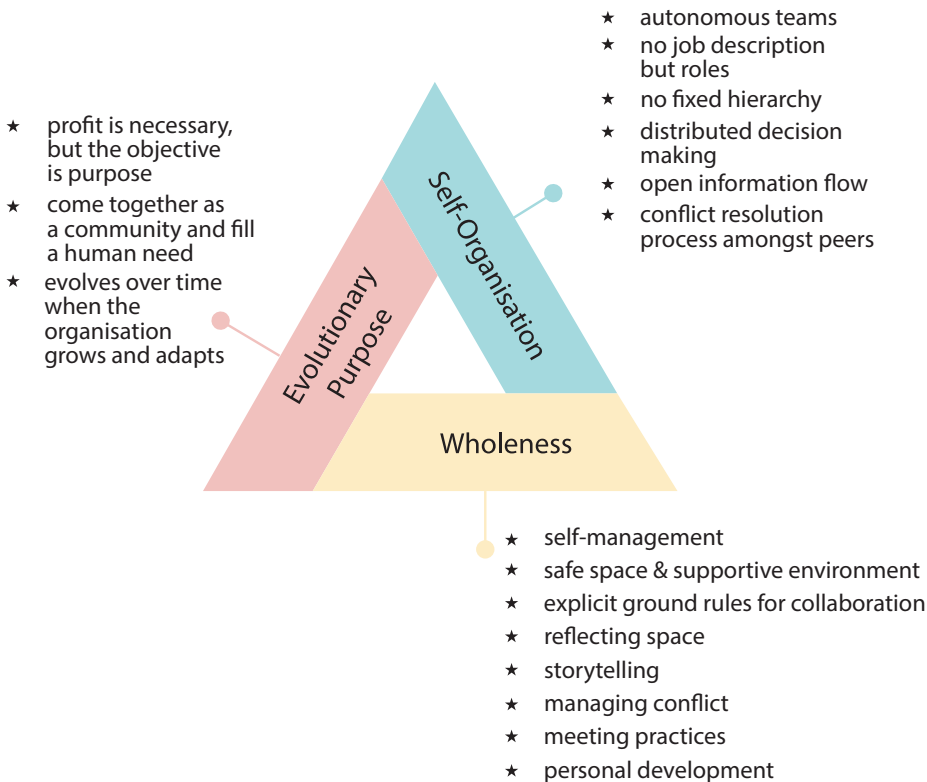 ★ autonomous teams
★ no job description
but roles
★ no fixed hierarchy
★ distributed decision
making
★ open information flow
★ conflict resolution
process amongst peers
★ profit is necessary,
but the objective
is purpose
★ come together as
a community and fill
a human need
★ evolves over time
when the
organisation
grows and adapts
Self-Organisation
Evolutionary
Purpose
Wholeness
★ self-management
★ safe space & supportive environment
★ explicit ground rules for collaboration
★ reflecting space
★ storytelling
★ managing conflict
★ meeting practices
★ personal development